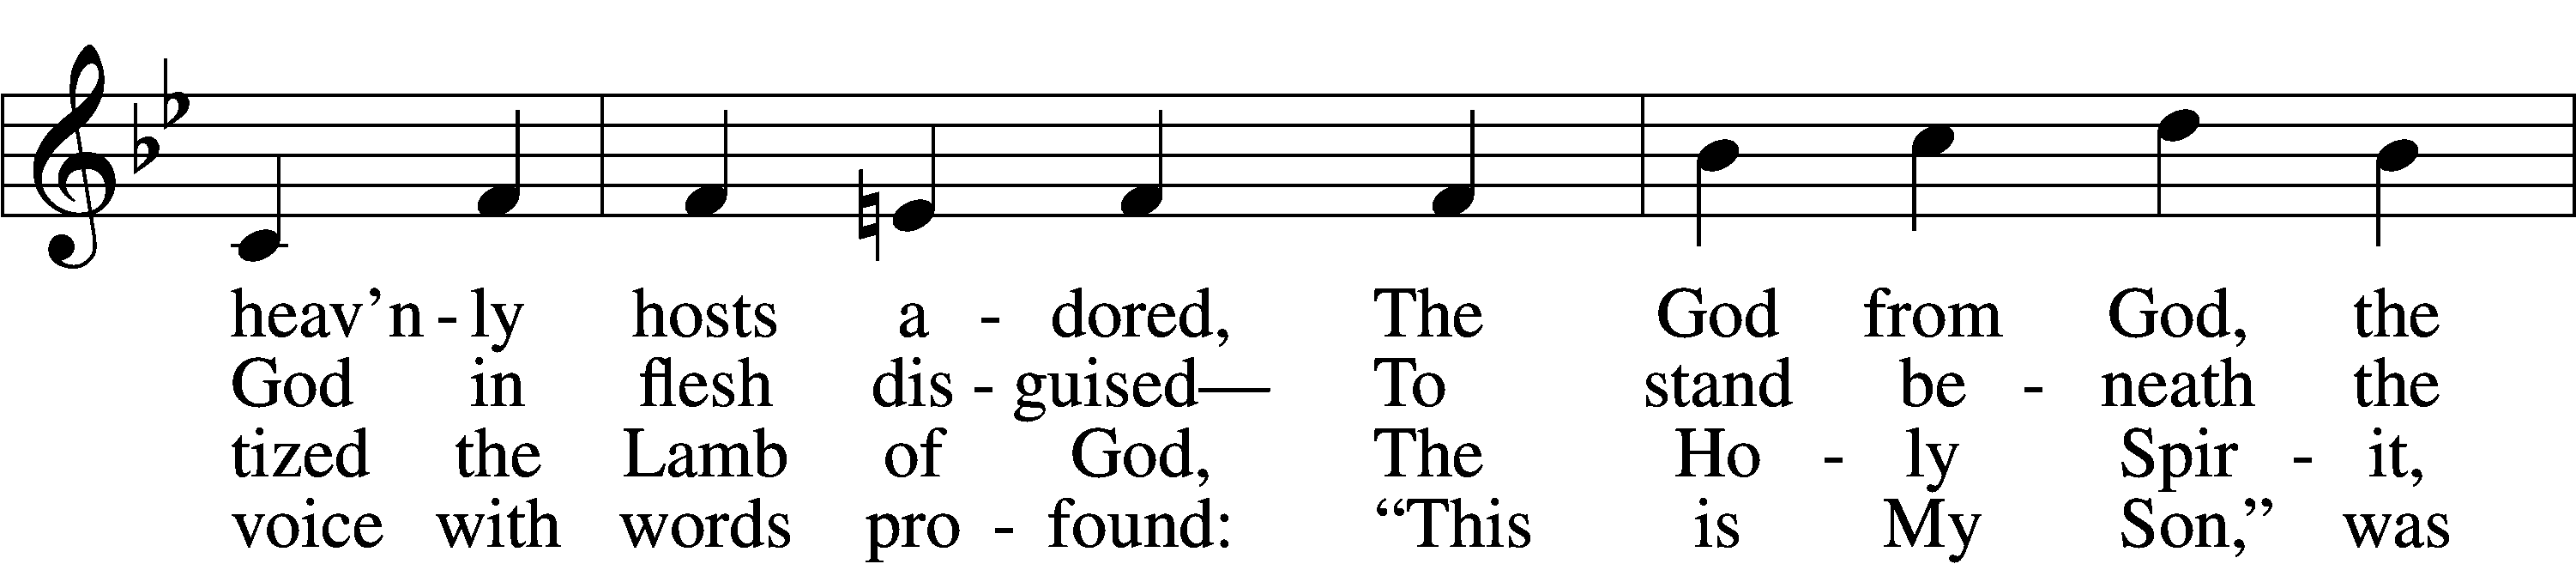 heav’n - ly hosts a - dored, The God from God, the
God in flesh dis - guised— To stand be - neath the
tized the Lamb of God, The Ho - ly Spir - it,
voice with words pro - found: “This is My Son,” was